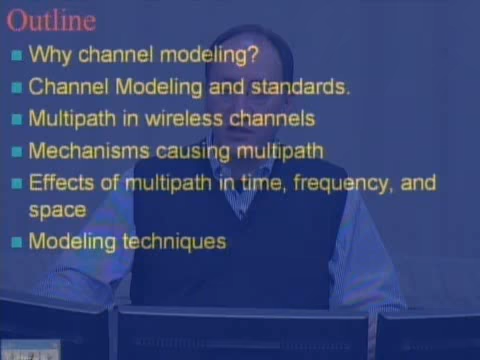 Outline
Why channel modeling?
Channel Modeling and standards.
Multipath in wireless channels
Mechanisms causing multipath
Effects of multipath in time, frequency, and
space
Modeling techniques